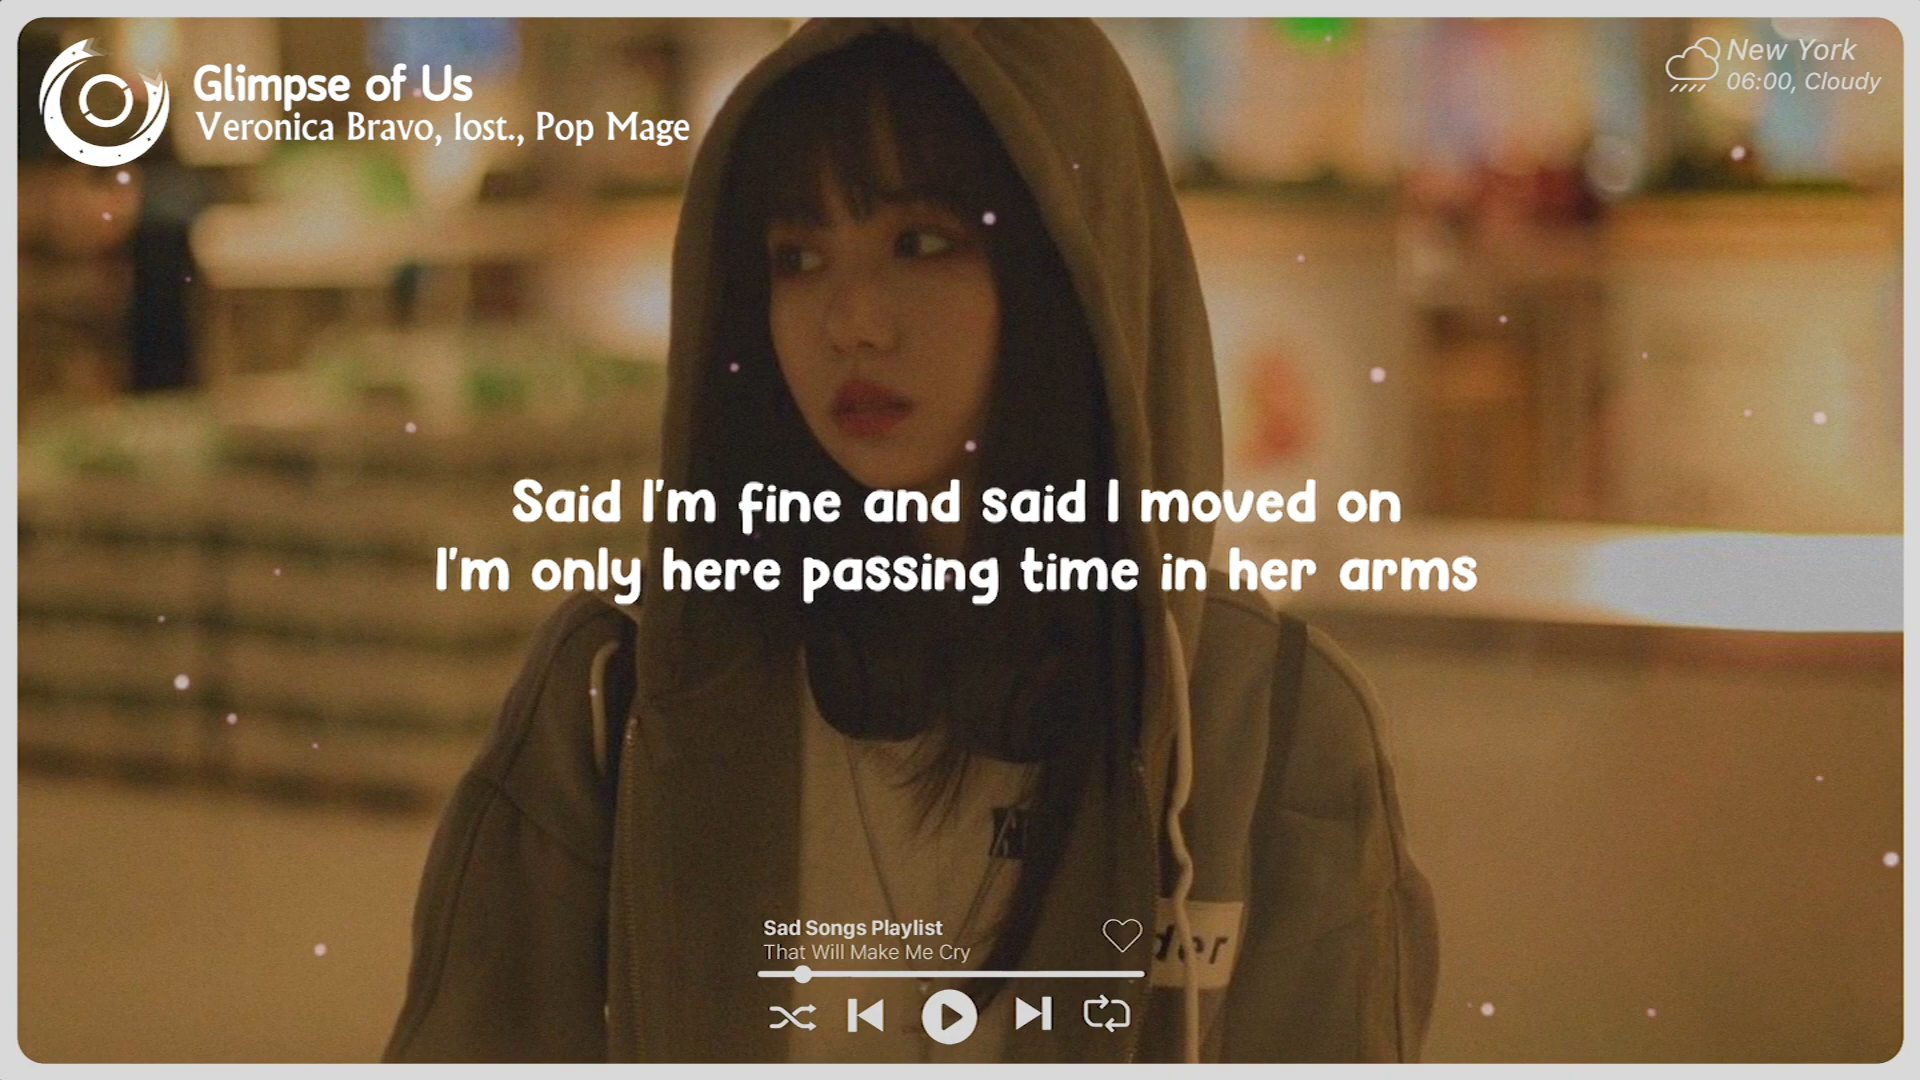 Glimpse of Us
Veronica Bravo, lost., Pop Mage
New York
06:00, Cloudy
Said I'm fine and said I moved on
I'm only here passing time in her arms
Sad Songs Playlist
That Will Make Me Cry
der